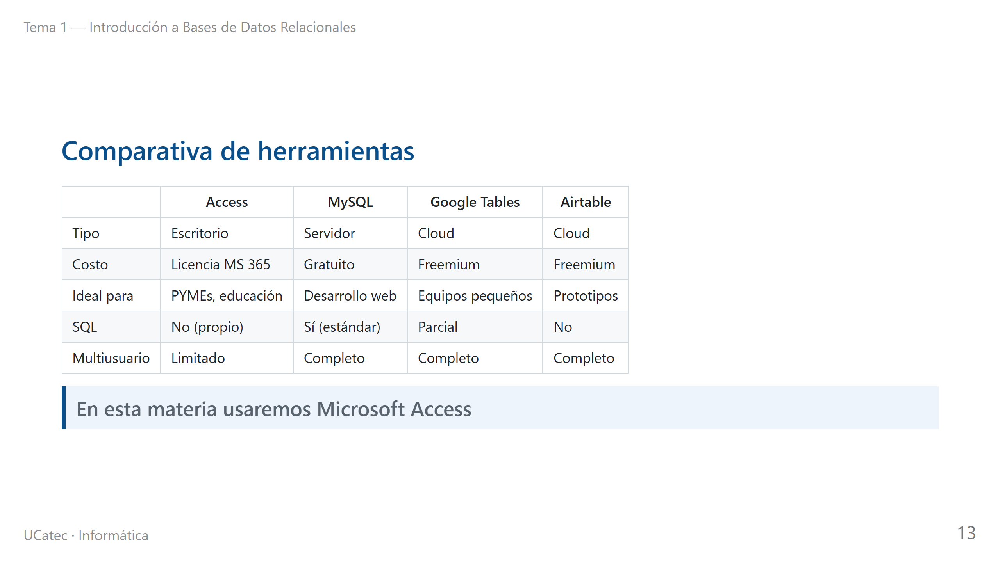 Tema 1 — Introducción a Bases de Datos Relacionales
Comparativa de herramientas
Access MySQL Google Tables Airtable
Tipo Escritorio Servidor Cloud Cloud
Costo Licencia MS 365 Gratuito Freemium Freemium
Ideal para PYMEs, educación Desarrollo web Equipos pequeños Prototipos
SQL No (propio) Sí (estándar) Parcial No
Multiusuario Limitado Completo Completo Completo
En esta materia usaremos Microsoft Access
UCatec · Informática
13